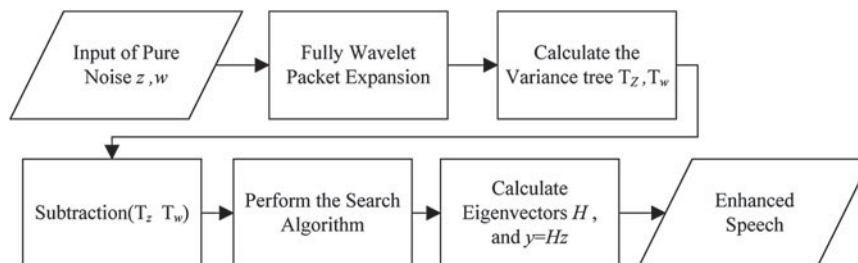 Input of Pure
Noise z ,w
Fully Wavelet
Packet Expansion
Calculate the
Variance tree T_Z ,T_w
Subtraction(T_z T_w)
Perform the Search
Algorithm
Calculate
Eigenvectors H ,
and y=Hz
Enhanced
Speech